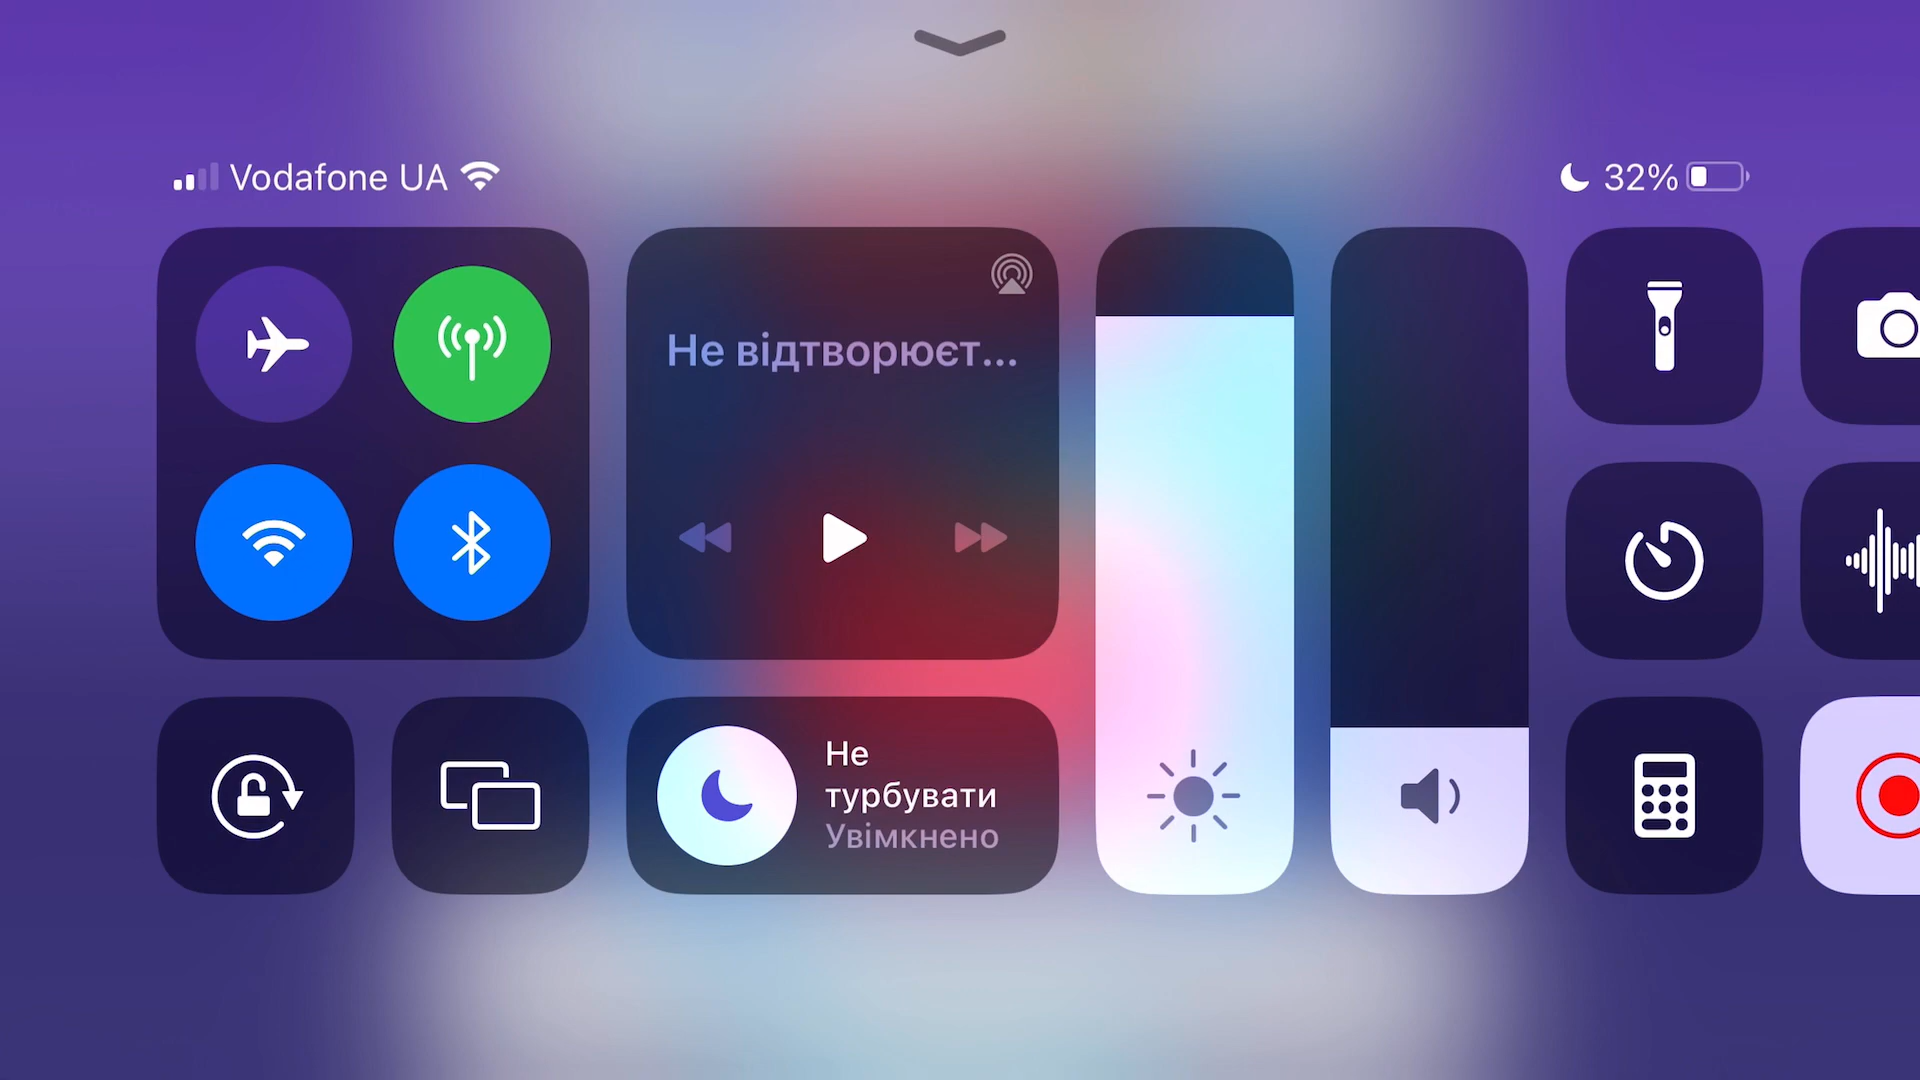 Vodafone UA
32%
Не відтворюєт...
Не
турбувати
Увімкнено